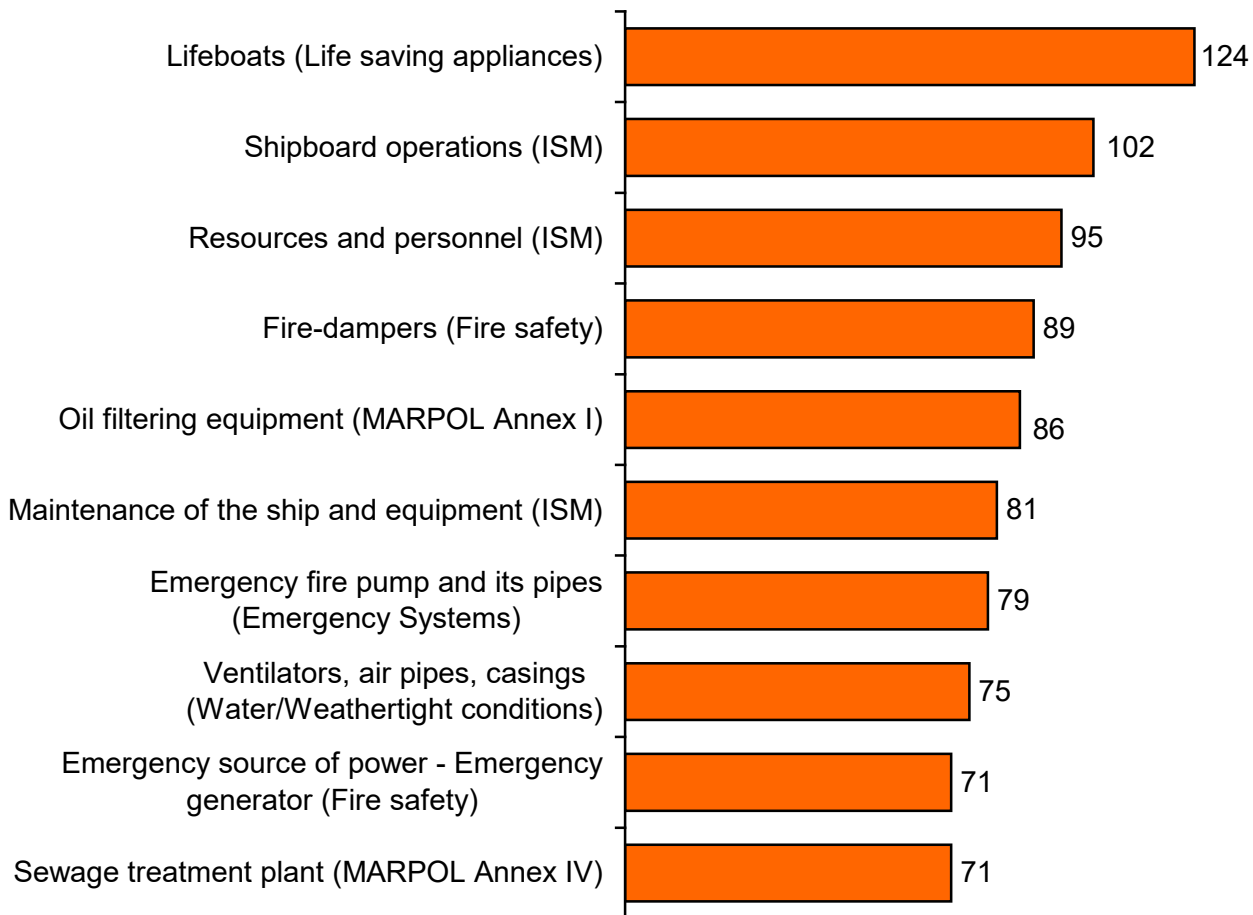 Lifeboats (Life saving appliances)
124
Shipboard operations (ISM)
102
Resources and personnel (ISM)
95
Fire-dampers (Fire safety)
89
Oil filtering equipment (MARPOL Annex I)
86
Maintenance of the ship and equipment (ISM)
81
Emergency fire pump and its pipes
(Emergency Systems)
79
Ventilators, air pipes, casings
(Water/Weathertight conditions)
75
Emergency source of power - Emergency
generator (Fire safety)
71
Sewage treatment plant (MARPOL Annex IV)
71